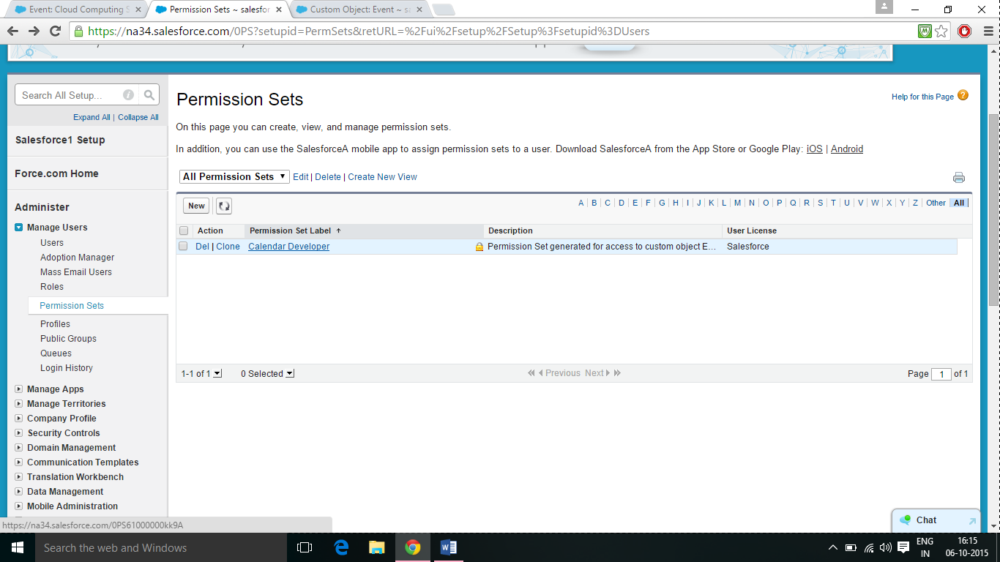 Event: Cloud Computing S
Permission Sets ~ salesfor
Custom Object: Event ~ sa
https://na34.salesforce.com/0PS?setupid=PermSets&retURL=%2Fui%2Fsetup%2FSetup%3Fsetupid%3DUsers
Search All Setup...
Expand All | Collapse All
Salesforce1 Setup
Force.com Home
Administer
Manage Users
Users
Adoption Manager
Mass Email Users
Roles
Permission Sets
Profiles
Public Groups
Queues
Login History
Manage Apps
Manage Territories
Company Profile
Security Controls
Domain Management
Communication Templates
Translation Workbench
Data Management
Mobile Administration
Permission Sets
Help for this Page ?
On this page you can create, view, and manage permission sets.
In addition, you can use the SalesforceA mobile app to assign permission sets to a user. Download SalesforceA from the App Store or Google Play: iOS | Android
All Permission Sets Edit | Delete | Create New View
New
A | B | C | D | E | F | G | H | I | J | K | L | M | N | O | P | Q | R | S | T | U | V | W | X | Y | Z | Other | All
Action Permission Set Label Description User License
Del | Clone Calendar Developer Permission Set generated for access to custom object E... Salesforce
1-1 of 1 0 Selected Previous Next Page 1 of 1
Chat
https://na34.salesforce.com/0PS61000000kk9A
Search the web and Windows
ENG
IN
16:15
06-10-2015